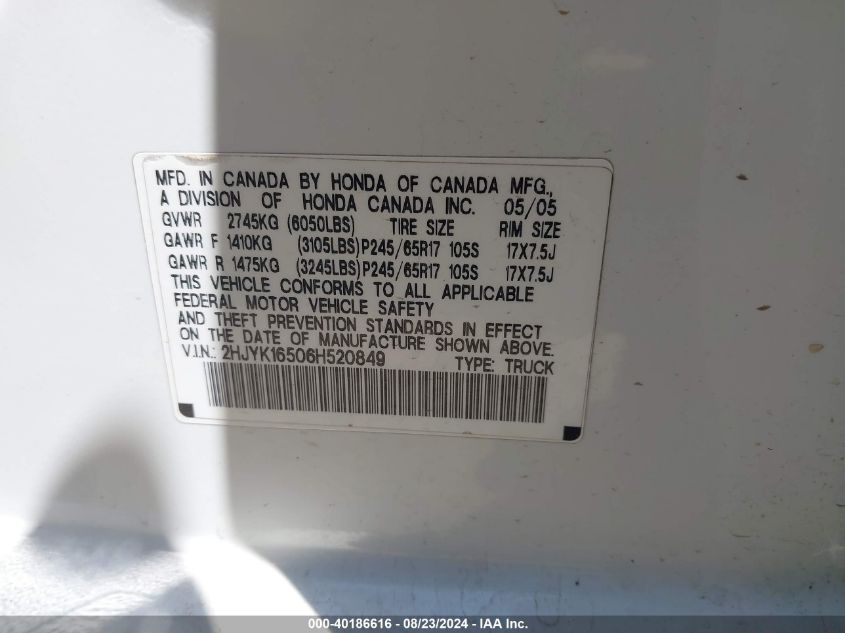 MFD. IN CANADA BY HONDA OF CANADA MFG.,
A DIVISION OF HONDA CANADA INC. 05/05
GVWR 2745KG (6050LBS) TIRE SIZE RIM SIZE
GAWR F 1410KG (3105LBS) P245/65R17 105S 17X7.5J
GAWR R 1475KG (3245LBS) P245/65R17 105S 17X7.5J
THIS VEHICLE CONFORMS TO ALL APPLICABLE
FEDERAL MOTOR VEHICLE SAFETY
AND THEFT PREVENTION STANDARDS IN EFFECT
ON THE DATE OF MANUFACTURE SHOWN ABOVE.
V.I.N.: 2HJYK16506H520849 TYPE: TRUCK
000-40186616 - 08/23/2024 - IAA Inc.